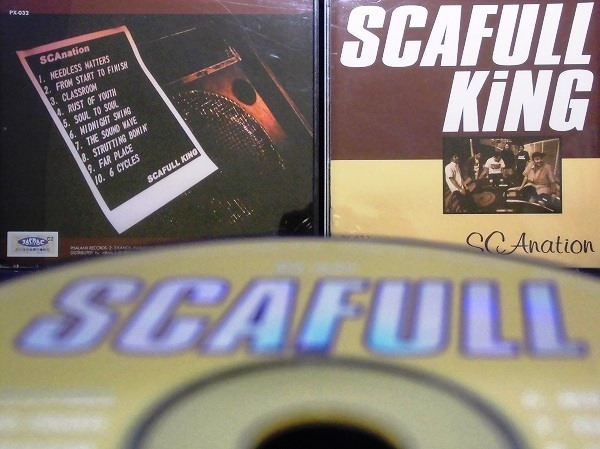 PX-033
SCAnation
1. NEEDLESS MATTERS
2. FROM START TO FINISH
3. CLASSROOM
4. RUST OF YOUTH
5. SOUL TO SOUL
6. MIDNIGHT SWING
7. THE SOUND WAVE
8. STRUTTING BONIN'
9. FAR PLACE
10. 6 CYCLES
SCAFULL KING
SCAFULL
KiNG
SCAnation
SCAFULL